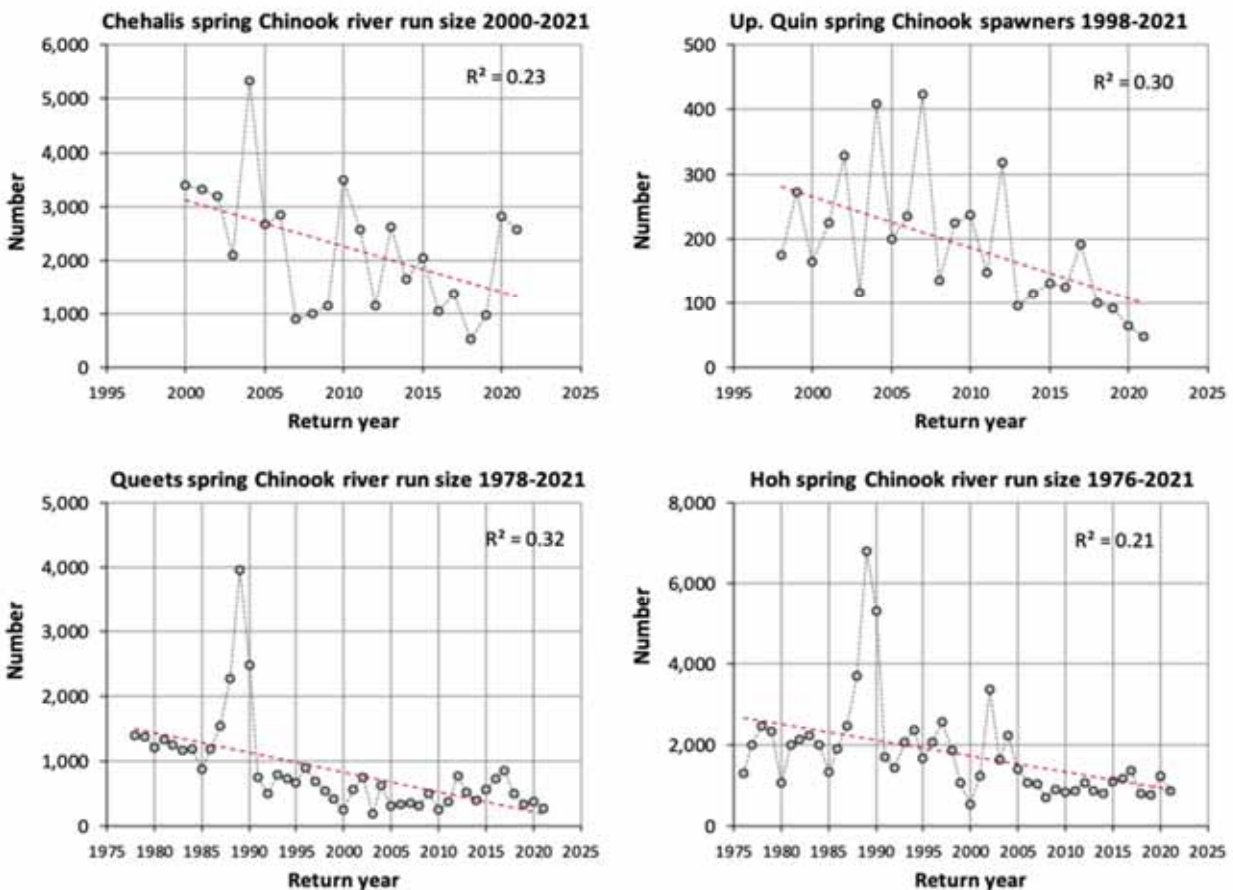 Chehalis spring Chinook river run size 2000-2021
6,000
5,000
4,000
3,000
2,000
1,000
0
Number
R² = 0.23
1995 2000 2005 2010 2015 2020 2025
Return year
Up. Quin spring Chinook spawners 1998-2021
500
400
300
200
100
0
Number
R² = 0.30
1995 2000 2005 2010 2015 2020 2025
Return year
Queets spring Chinook river run size 1978-2021
5,000
4,000
3,000
2,000
1,000
0
Number
R² = 0.32
1975 1980 1985 1990 1995 2000 2005 2010 2015 2020 2025
Return year
Hoh spring Chinook river run size 1976-2021
8,000
6,000
4,000
2,000
0
Number
R² = 0.21
1975 1980 1985 1990 1995 2000 2005 2010 2015 2020 2025
Return year